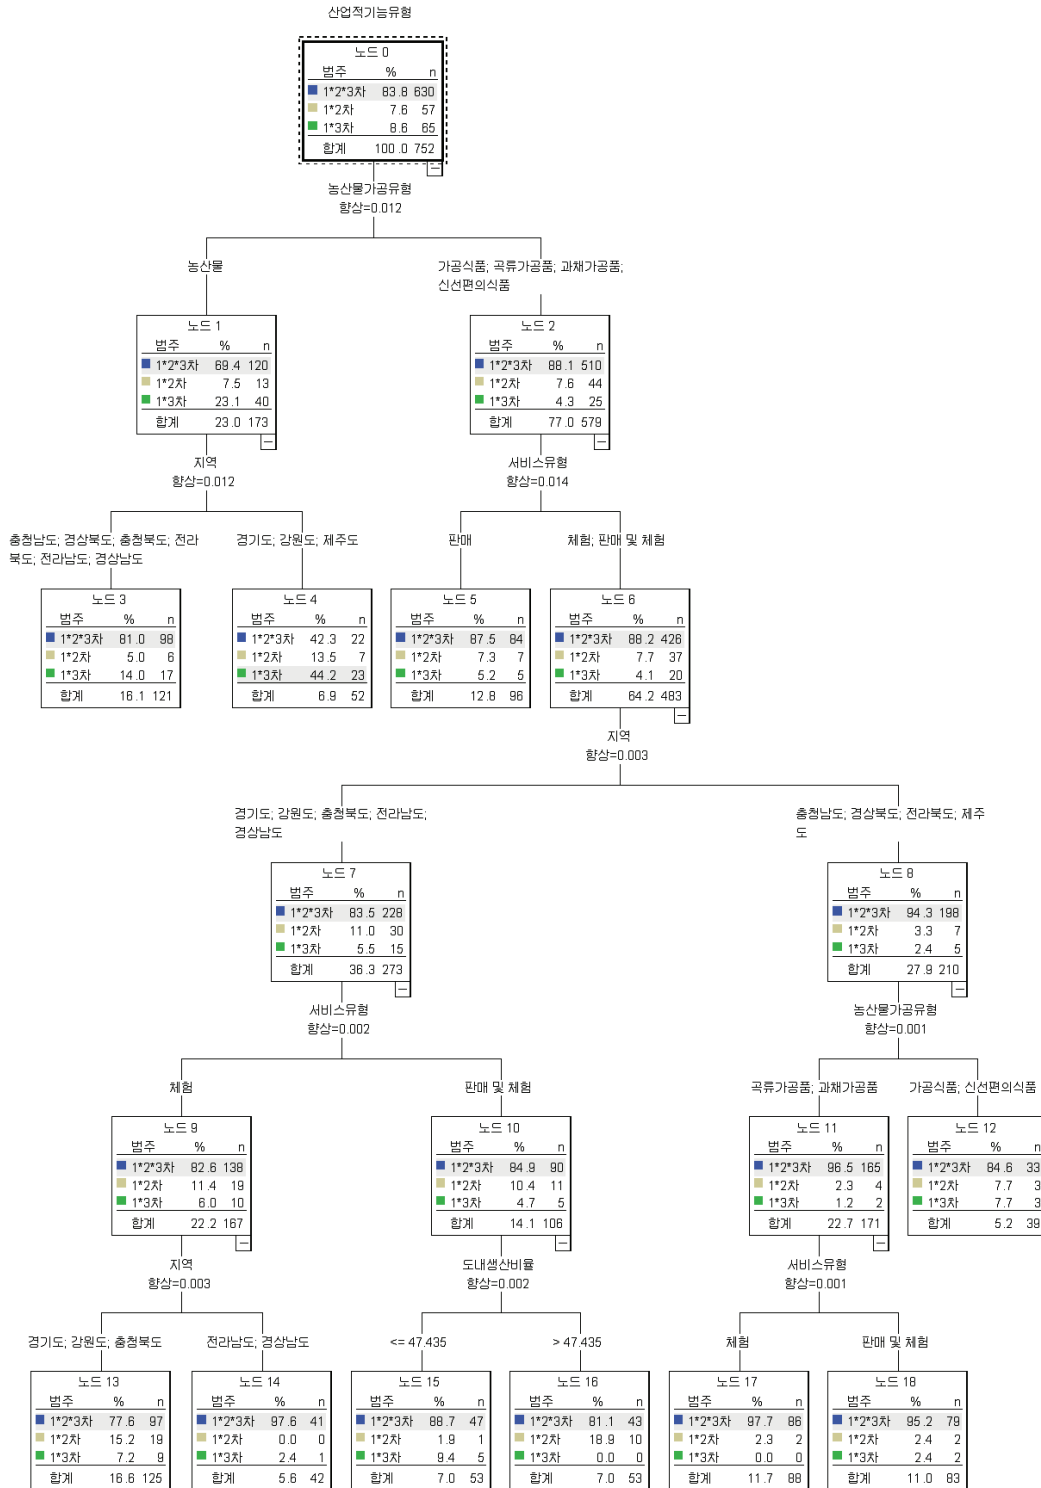 산업적기능유형
노드 0
범주 % n
1*2*3차 83.8 630
1*2차 7.6 57
1*3차 8.6 65
합계 100.0 752
농산물가공유형
향상=0.012
농산물
가공식품; 곡류가공품; 과채가공품;
신선편의식품
노드 1
범주 % n
1*2*3차 69.4 120
1*2차 7.5 13
1*3차 23.1 40
합계 23.0 173
노드 2
범주 % n
1*2*3차 88.1 510
1*2차 7.6 44
1*3차 4.3 25
합계 77.0 579
지역
향상=0.012
서비스유형
향상=0.014
충청남도; 경상북도; 충청북도; 전라
북도; 전라남도; 경상남도
경기도; 강원도; 제주도
판매
체험; 판매 및 체험
노드 3
범주 % n
1*2*3차 81.0 98
1*2차 5.0 6
1*3차 14.0 17
합계 16.1 121
노드 4
범주 % n
1*2*3차 42.3 22
1*2차 13.5 7
1*3차 44.2 23
합계 6.9 52
노드 5
범주 % n
1*2*3차 87.5 84
1*2차 7.3 7
1*3차 5.2 5
합계 12.8 96
노드 6
범주 % n
1*2*3차 88.2 426
1*2차 7.7 37
1*3차 4.1 20
합계 64.2 483
지역
향상=0.003
경기도; 강원도; 충청북도; 전라남도;
경상남도
충청남도; 경상북도; 전라북도; 제주
도
노드 7
범주 % n
1*2*3차 83.5 228
1*2차 11.0 30
1*3차 5.5 15
합계 36.3 273
노드 8
범주 % n
1*2*3차 94.3 198
1*2차 3.3 7
1*3차 2.4 5
합계 27.9 210
서비스유형
향상=0.002
농산물가공유형
향상=0.001
체험
판매 및 체험
곡류가공품; 과채가공품
가공식품; 신선편의식품
노드 9
범주 % n
1*2*3차 82.6 138
1*2차 11.4 19
1*3차 6.0 10
합계 22.2 167
노드 10
범주 % n
1*2*3차 84.9 90
1*2차 10.4 11
1*3차 4.7 5
합계 14.1 106
노드 11
범주 % n
1*2*3차 96.5 165
1*2차 2.3 4
1*3차 1.2 2
합계 22.7 171
노드 12
범주 % n
1*2*3차 84.6 33
1*2차 7.7 3
1*3차 7.7 3
합계 5.2 39
지역
향상=0.003
도내생산비율
향상=0.002
서비스유형
향상=0.001
경기도; 강원도; 충청북도
전라남도; 경상남도
<= 47.435
> 47.435
체험
판매 및 체험
노드 13
범주 % n
1*2*3차 77.6 97
1*2차 15.2 19
1*3차 7.2 9
합계 16.6 125
노드 14
범주 % n
1*2*3차 97.6 41
1*2차 0.0 0
1*3차 2.4 1
합계 5.6 42
노드 15
범주 % n
1*2*3차 88.7 47
1*2차 1.9 1
1*3차 9.4 5
합계 7.0 53
노드 16
범주 % n
1*2*3차 81.1 43
1*2차 18.9 10
1*3차 0.0 0
합계 7.0 53
노드 17
범주 % n
1*2*3차 97.7 86
1*2차 2.3 2
1*3차 0.0 0
합계 11.7 88
노드 18
범주 % n
1*2*3차 95.2 79
1*2차 2.4 2
1*3차 2.4 2
합계 11.0 83